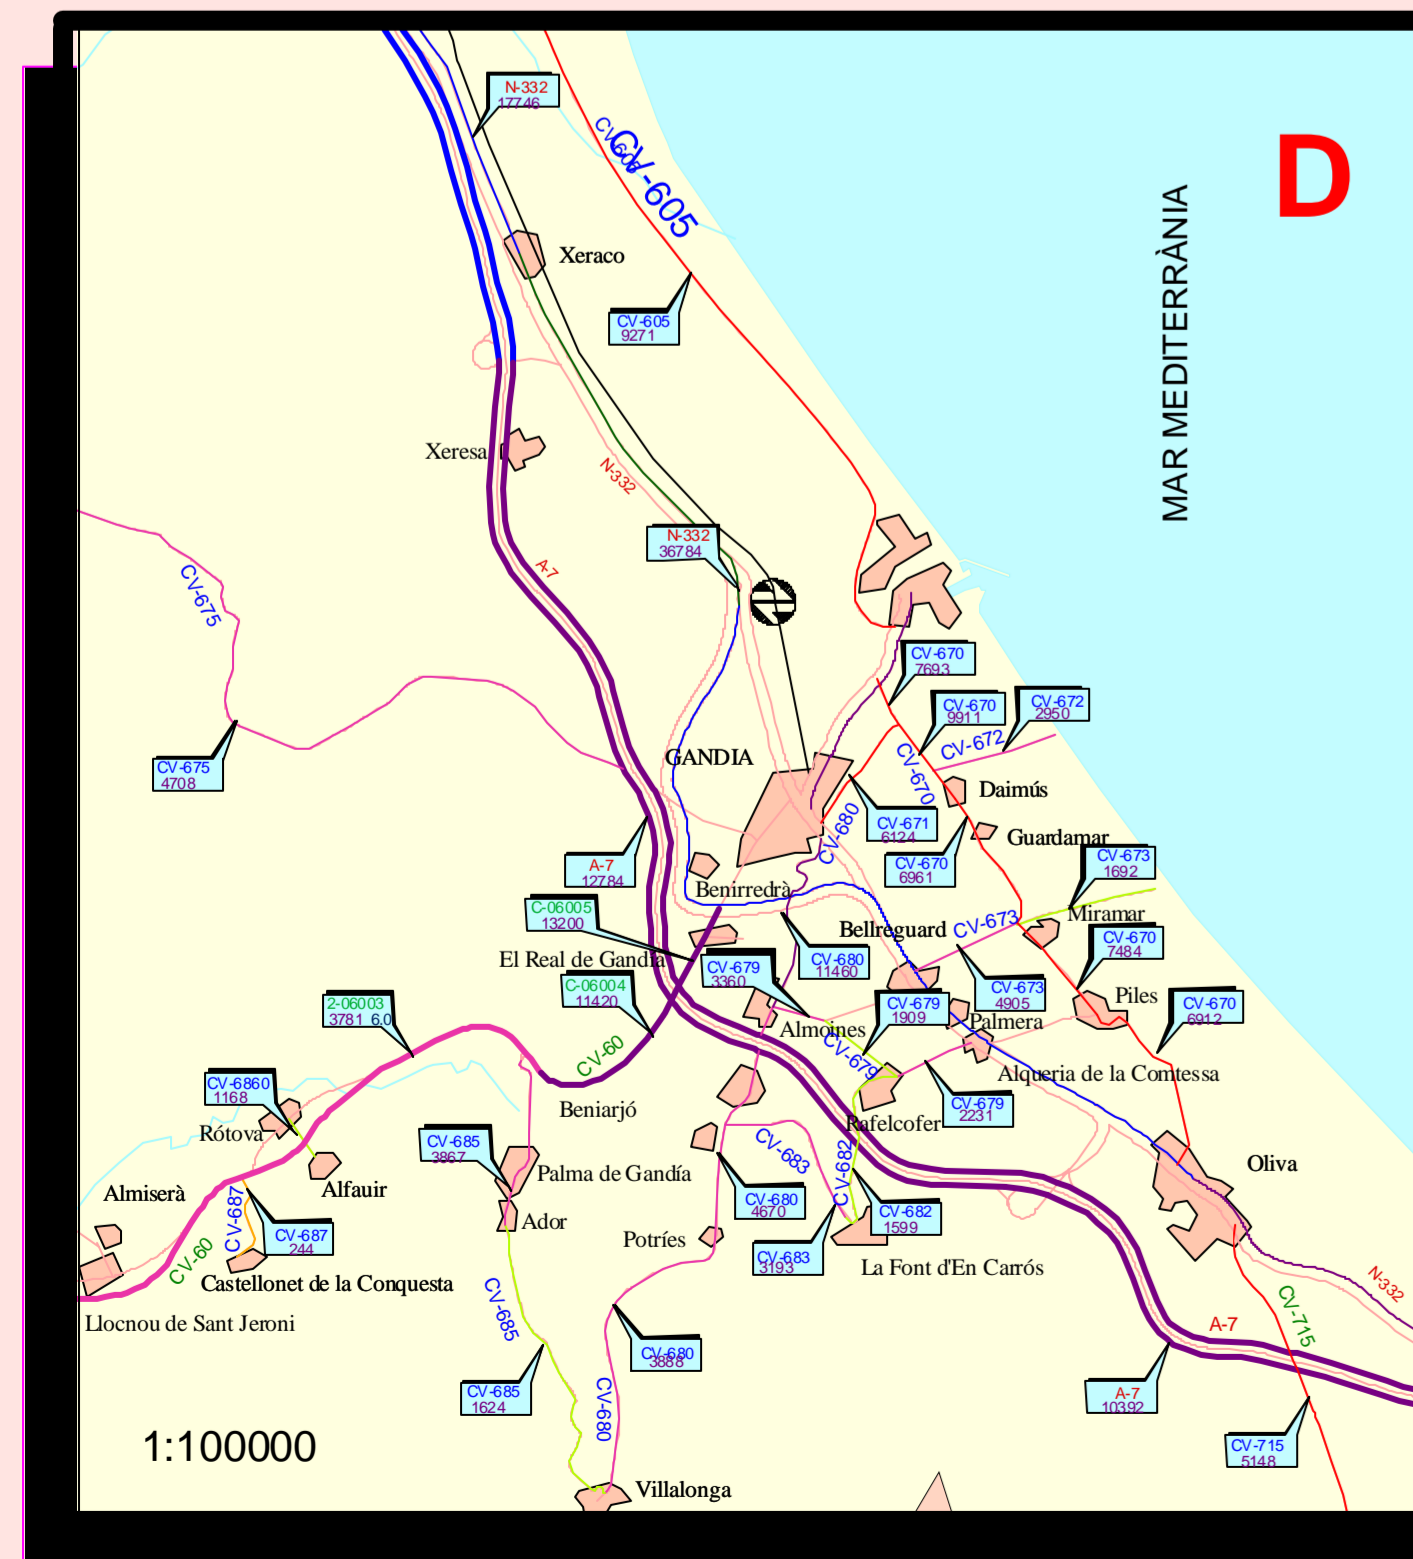 N-332
17746
D
CV-605
CV-605
MAR MEDITERRÀNIA
Xeraco
CV-605
9271
Xeresa
N-332
N-332
36784
A-7
CV-675
CV-670
7693
CV-670
9911
CV-672
2950
CV-672
CV-670
GANDIA
CV-675
4708
Daimús
CV-680
CV-671
6124
Guardamar
A-7
12784
CV-670
6961
CV-673
1692
Benirredrà
C-06005
13200
Miramar
Bellreguard
CV-673
CV-670
7484
El Real de Gandía
CV-679
3360
CV-680
11460
C-06004
11420
CV-673
4905
Piles
2-06003
3781 6.0
CV-679
1909
CV-670
6912
Almoines
Palmera
CV-60
CV-679
CV-6860
1168
Alqueria de la Comtessa
Beniarjó
CV-679
2231
Rótova
Rafelcofer
CV-685
3867
CV-683
CV-682
Oliva
Palma de Gandía
Almiserà
Alfauir
CV-680
4670
CV-687
CV-682
1599
Ador
CV-687
244
Potríes
CV-683
3193
CV-60
La Font d'En Carrós
Castellonet de la Conquesta
N-332
CV-685
CV-715
Llocnou de Sant Jeroni
A-7
CV-680
3888
CV-685
1624
A-7
10392
CV-680
1:100000
CV-715
5148
Villalonga